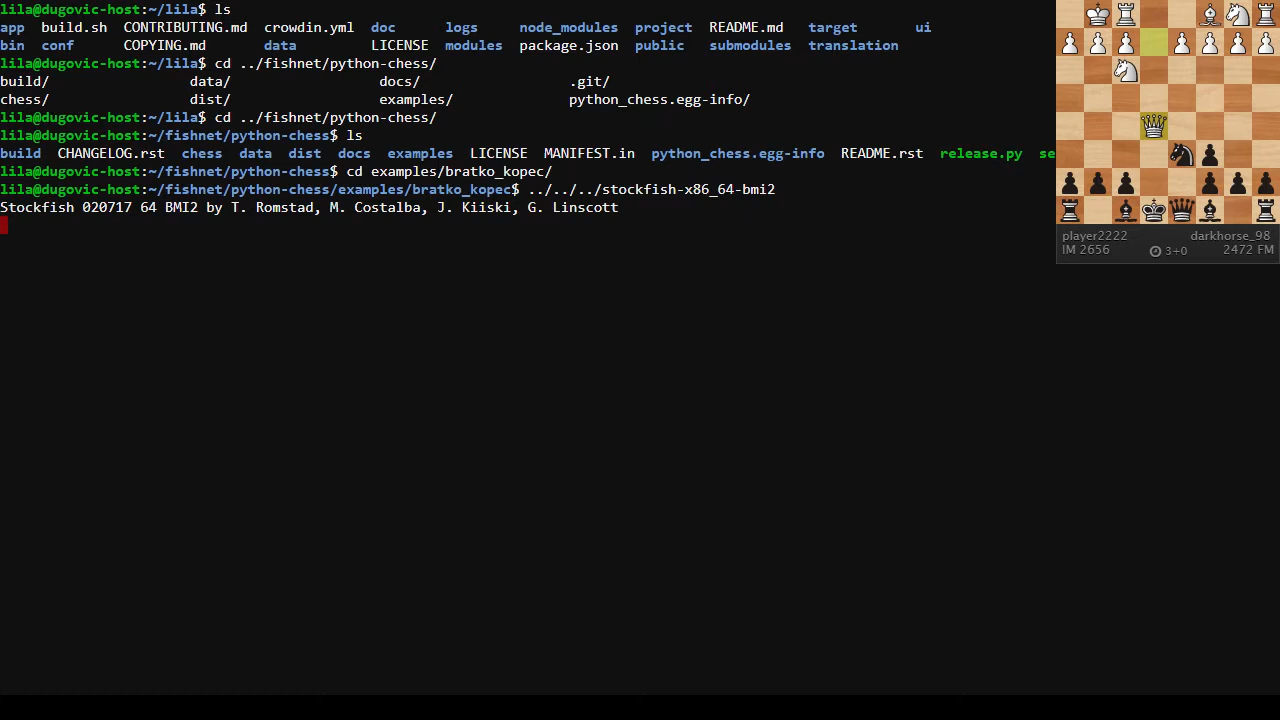 lila@dugovic-host:~/lila$ ls
app build.sh CONTRIBUTING.md crowdin.yml doc logs node_modules project README.md target ui
bin conf COPYING.md data LICENSE modules package.json public submodules translation
lila@dugovic-host:~/lila$ cd ../fishnet/python-chess/
build/ data/ docs/ .git/
chess/ dist/ examples/ python_chess.egg-info/
lila@dugovic-host:~/lila$ cd ../fishnet/python-chess/
lila@dugovic-host:~/fishnet/python-chess$ ls
build CHANGELOG.rst chess data dist docs examples LICENSE MANIFEST.in python_chess.egg-info README.rst release.py se
lila@dugovic-host:~/fishnet/python-chess$ cd examples/bratko_kopec/
lila@dugovic-host:~/fishnet/python-chess/examples/bratko_kopec$ ../../../stockfish-x86_64-bmi2
Stockfish 020717 64 BMI2 by T. Romstad, M. Costalba, J. Kiiski, G. Linscott
player2222 darkhorse_98
IM 2656 3+0 2472 FM